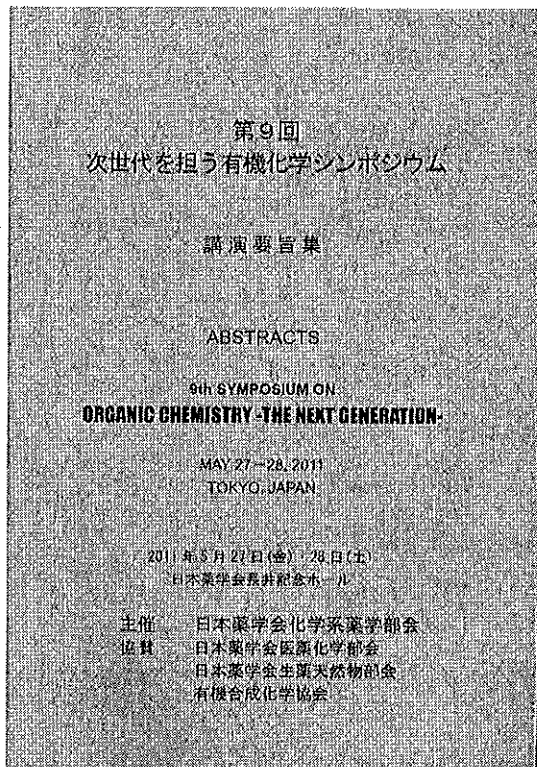 第9回
次世代を担う有機化学シンポジウム
講演要旨集
ABSTRACTS
9th SYMPOSIUM ON
ORGANIC CHEMISTRY -THE NEXT GENERATION-
MAY 27-28, 2011
TOKYO, JAPAN
2011年5月27日(金)・28日(土)
日本薬学会長井記念ホール
主催 日本薬学会化学系薬学部会
協賛 日本薬学会医薬化学部会
日本薬学会生薬天然物部会
有機合成化学協会